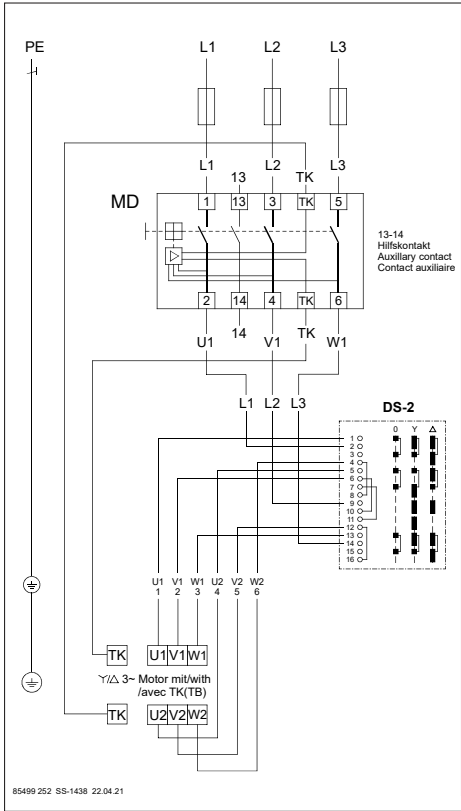 PE
L1 L2 L3
L1 13 L2 TK L3
MD
1 13 3 TK 5
13-14
Hilfskontakt
Auxillary contact
Contact auxiliaire
2 14 4 TK 6
U1 14 V1 TK W1
L1 L2 L3
DS-2
0 Y Δ
1
2
3
4
5
6
7
8
9
10
11
12
13
14
15
16
U1 V1 W1 U2 V2 W2
1 2 3 4 5 6
TK U1 V1 W1
Y/Δ 3~ Motor mit/with
/avec TK(TB)
TK U2 V2 W2
85499 252 SS-1438 22.04.21